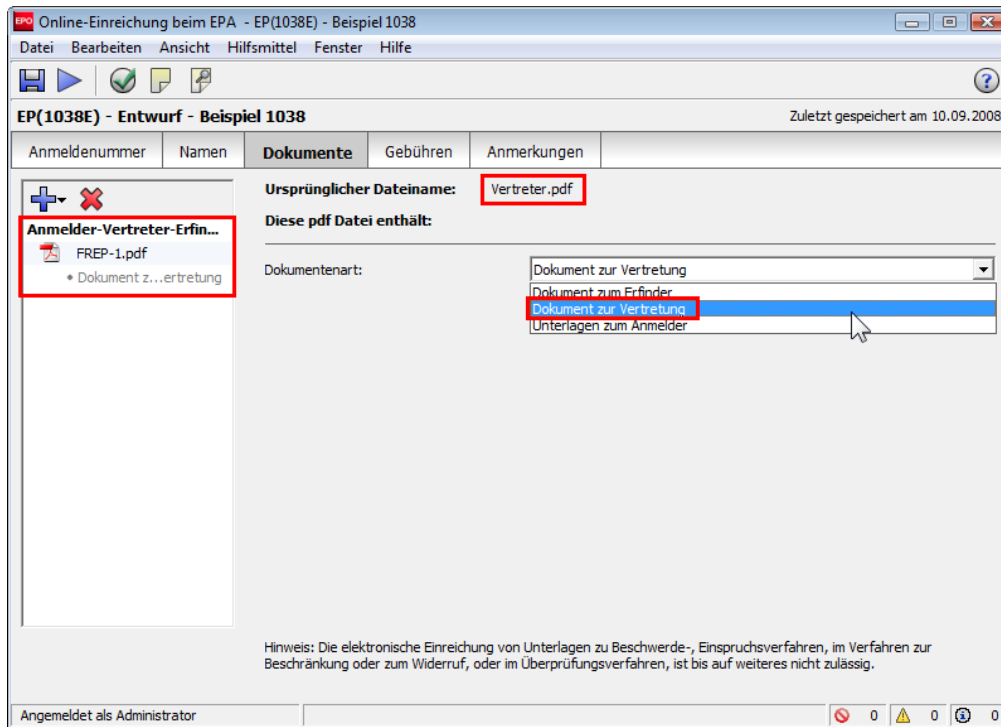 EPO Online-Einreichung beim EPA - EP(1038E) - Beispiel 1038
Datei Bearbeiten Ansicht Hilfsmittel Fenster Hilfe
EP(1038E) - Entwurf - Beispiel 1038
Zuletzt gespeichert am 10.09.2008
Anmeldenummer Namen Dokumente Gebühren Anmerkungen
Anmelder-Vertreter-Erfin...
FREP-1.pdf
• Dokument z...ertretung
Ursprünglicher Dateiname: Vertreter.pdf
Diese pdf Datei enthält:
Dokumentenart: Dokument zur Vertretung
Dokument zum Erfinder
Dokument zur Vertretung
Unterlagen zum Anmelder
Hinweis: Die elektronische Einreichung von Unterlagen zu Beschwerde-, Einspruchsverfahren, im Verfahren zur
Beschränkung oder zum Widerruf, oder im Überprüfungsverfahren, ist bis auf weiteres nicht zulässig.
Angemeldet als Administrator 0 0 0